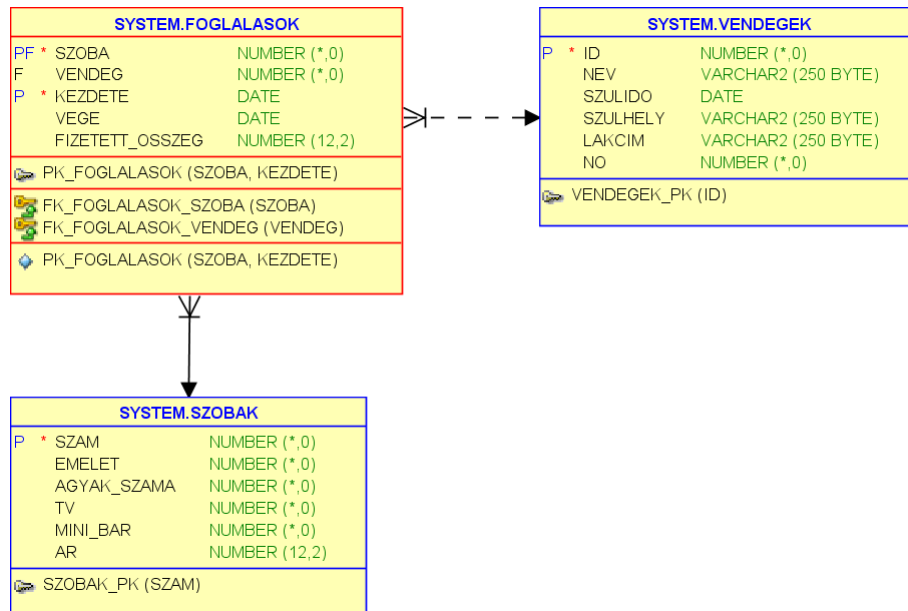 SYSTEM.FOGLALASOK
PF * SZOBA NUMBER (*,0)
F VENDEG NUMBER (*,0)
P * KEZDETE DATE
VEGE DATE
FIZETETT_OSSZEG NUMBER (12,2)
PK_FOGLALASOK (SZOBA, KEZDETE)
FK_FOGLALASOK_SZOBA (SZOBA)
FK_FOGLALASOK_VENDEG (VENDEG)
PK_FOGLALASOK (SZOBA, KEZDETE)
SYSTEM.VENDEGEK
P * ID NUMBER (*,0)
NEV VARCHAR2 (250 BYTE)
SZULIDO DATE
SZULHELY VARCHAR2 (250 BYTE)
LAKCIM VARCHAR2 (250 BYTE)
NO NUMBER (*,0)
VENDEGEK_PK (ID)
SYSTEM.SZOBAK
P * SZAM NUMBER (*,0)
EMELET NUMBER (*,0)
AGYAK_SZAMA NUMBER (*,0)
TV NUMBER (*,0)
MINI_BAR NUMBER (*,0)
AR NUMBER (12,2)
SZOBAK_PK (SZAM)